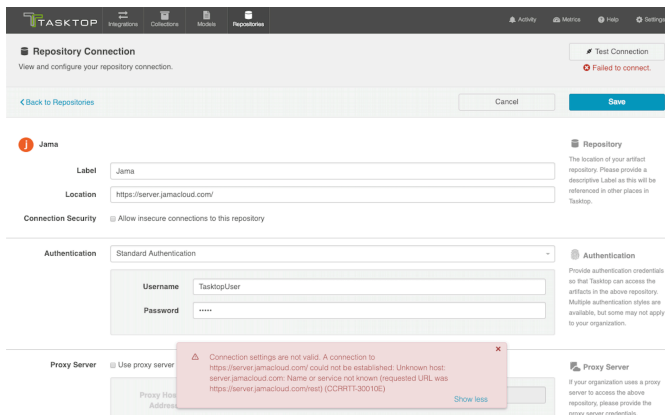 TASKTOP
Integrations Collections Models Repositories Activity Metrics Help Settings
Repository Connection
View and configure your repository connection.
Test Connection
Failed to connect.
Back to Repositories
Cancel
Save
Jama
Label
Jama
Location
https://server.jamacloud.com/
Connection Security
Allow insecure connections to this repository
Repository
The location of your artifact
repository. Please provide a
descriptive Label as this will be
referenced in other places in
Tasktop.
Authentication
Standard Authentication
Username
TasktopUser
Password
•••••
Authentication
Provide authentication credentials
so that Tasktop can access the
artifacts in the above repository.
Multiple authentication styles are
available, but some may not apply
to your organization.
Proxy Server
Use proxy server
Proxy Host
Address
Connection settings are not valid. A connection to
https://server.jamacloud.com/ could not be established: Unknown host:
server.jamacloud.com: Name or service not known (requested URL was
https://server.jamacloud.com/rest) (CCRRTT-30010E)
Show less
Proxy Server
If your organization uses a proxy
server to access the above
repository, please provide the
proxy server credentials.